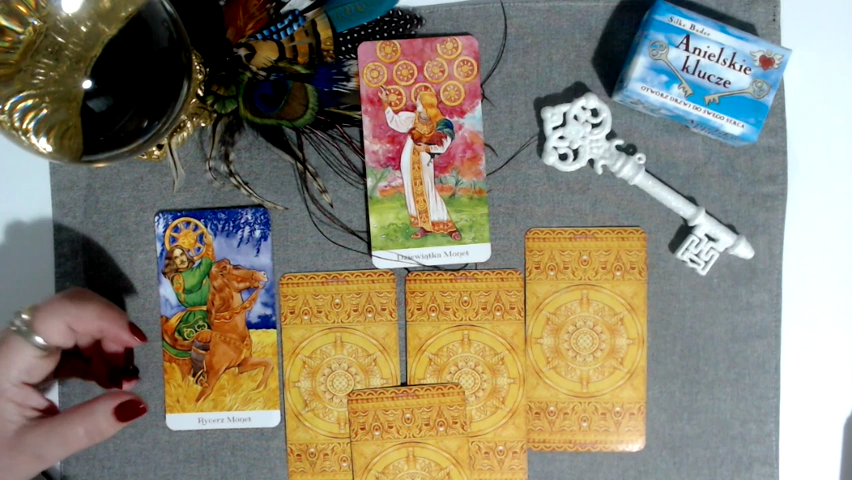 Silke Bader
Anielskie
klucze
Dziewiątka Monet
Rycerz Monet